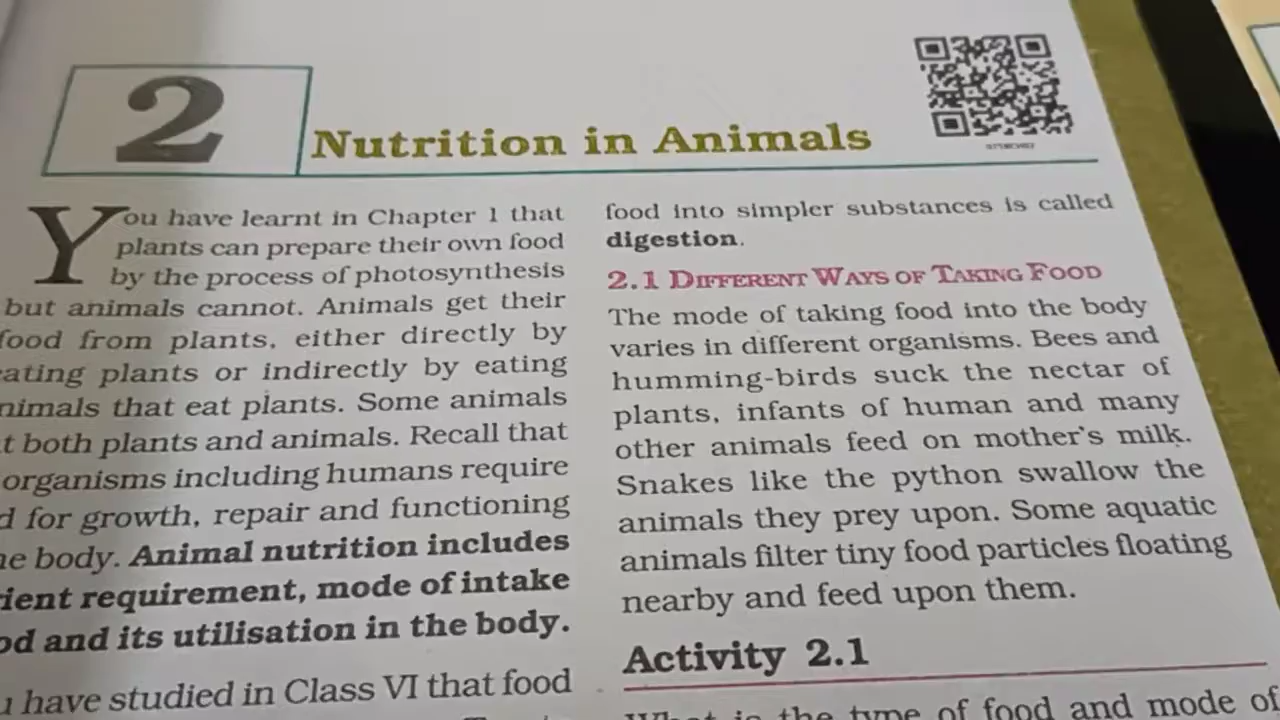 2
Nutrition in Animals
You have learnt in Chapter 1 that
plants can prepare their own food
by the process of photosynthesis
but animals cannot. Animals get their
food from plants, either directly by
eating plants or indirectly by eating
animals that eat plants. Some animals
both plants and animals. Recall that
organisms including humans require
for growth, repair and functioning
body. Animal nutrition includes
requirement, mode of intake
and its utilisation in the body.
have studied in Class VI that food
food into simpler substances is called
digestion.
2.1 DIFFERENT WAYS OF TAKING FOOD
The mode of taking food into the body
varies in different organisms. Bees and
humming-birds suck the nectar of
plants, infants of human and many
other animals feed on mother's milk.
Snakes like the python swallow the
animals they prey upon. Some aquatic
animals filter tiny food particles floating
nearby and feed upon them.
Activity 2.1
What is the type of food and mode of